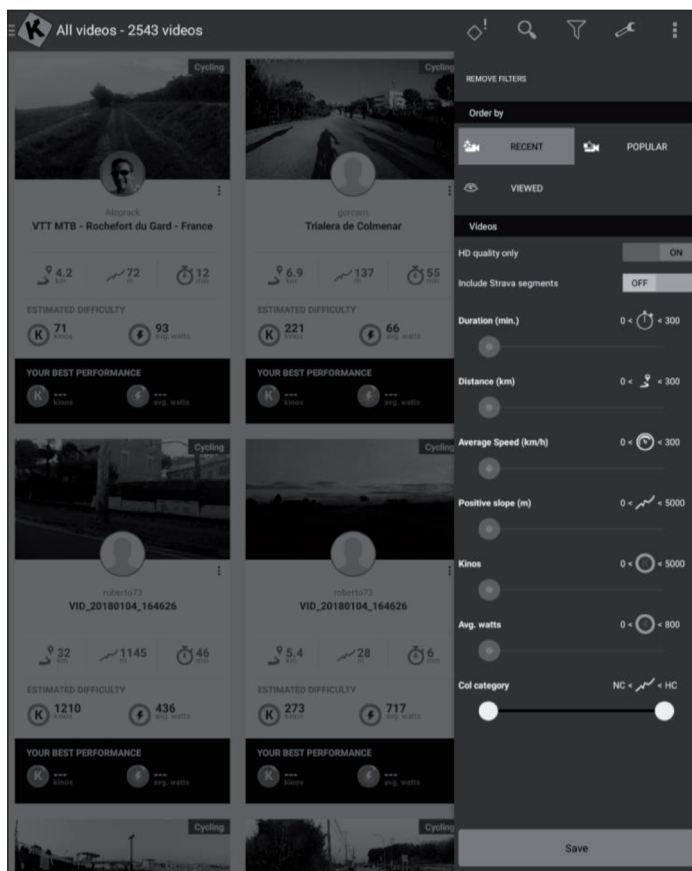 K All videos - 2543 videos
REMOVE FILTERS
Order by
RECENT
POPULAR
VIEWED
Videos
HD quality only ON
Include Strava segments OFF
Duration (min.) 0 < < 300
Distance (km) 0 < < 300
Average Speed (km/h) 0 < < 300
Positive slope (m) 0 < < 5000
Kinos 0 < < 5000
Avg. watts 0 < < 800
Col category NC < < HC
Save
Cycling
Alcorack
VTT MTB - Rochefort du Gard - France
4.2 km
72 m
12 min
ESTIMATED DIFFICULTY
K 71 kinos
93 avg. watts
YOUR BEST PERFORMANCE
K --- kinos
--- avg. watts
Cycling
gorcam
Trialera de Colmenar
6.9 km
137 m
55 min
ESTIMATED DIFFICULTY
K 221 kinos
66 avg. watts
YOUR BEST PERFORMANCE
K --- kinos
--- avg. watts
Cycling
roberto73
VID_20180104_164626
32 km
1145 m
46 min
ESTIMATED DIFFICULTY
K 1210 kinos
436 avg. watts
YOUR BEST PERFORMANCE
K --- kinos
--- avg. watts
Cycling
roberto73
VID_20180104_164626
5.4 km
28 m
6 min
ESTIMATED DIFFICULTY
K 273 kinos
717 avg. watts
YOUR BEST PERFORMANCE
K --- kinos
--- avg. watts
Cycling
Cycling